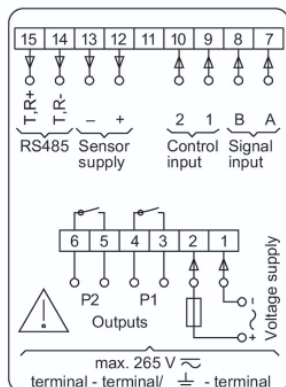 15 14 13 12 11 10 9 8 7
T,R+ T,R- – + 2 1 B A
RS485 Sensor supply Control input Signal input
6 5 4 3 2 1
P2 P1
Outputs
- ~ +
Voltage supply
max. 265 V
terminal - terminal/ ⏚ - terminal